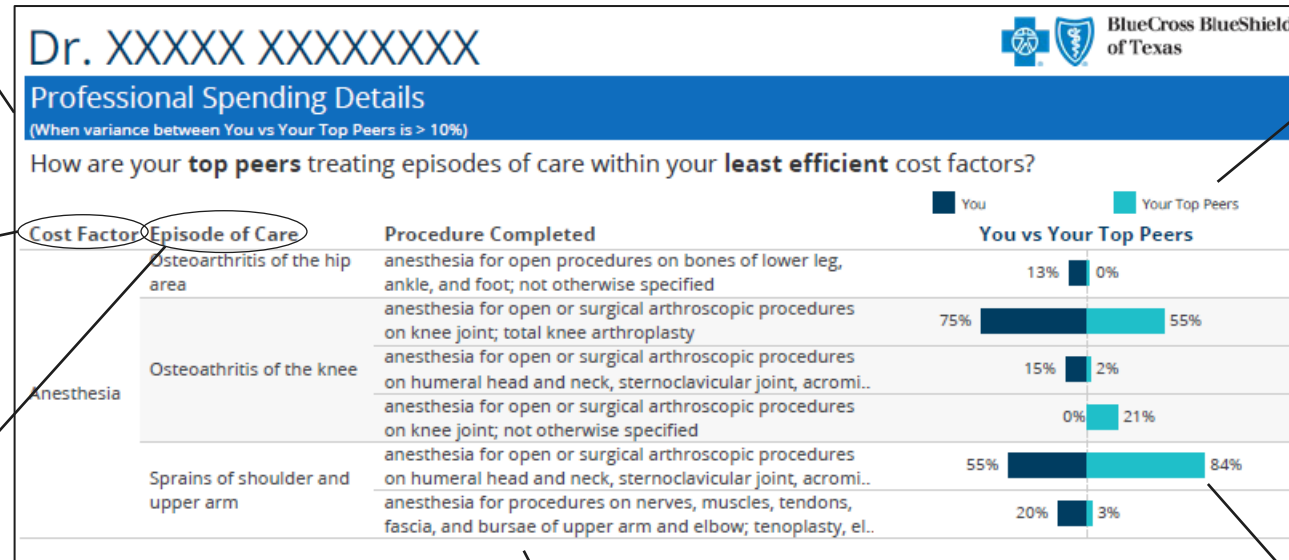 Dr. XXXXX XXXXXXXX
BlueCross BlueShield
of Texas
Professional Spending Details
(When variance between You vs Your Top Peers is > 10%)
How are your top peers treating episodes of care within your least efficient cost factors?
You
Your Top Peers
Cost Factor Episode of Care Procedure Completed You vs Your Top Peers
Osteoarthritis of the hip
area
anesthesia for open procedures on bones of lower leg,
ankle, and foot; not otherwise specified
13% 0%
anesthesia for open or surgical arthroscopic procedures
on knee joint; total knee arthroplasty
75% 55%
Anesthesia
Osteoathritis of the knee
anesthesia for open or surgical arthroscopic procedures
on humeral head and neck, sternoclavicular joint, acromi..
15% 2%
anesthesia for open or surgical arthroscopic procedures
on knee joint; not otherwise specified
0% 21%
Sprains of shoulder and
upper arm
anesthesia for open or surgical arthroscopic procedures
on humeral head and neck, sternoclavicular joint, acromi..
55% 84%
anesthesia for procedures on nerves, muscles, tendons,
fascia, and bursae of upper arm and elbow; tenoplasty, el..
20% 3%